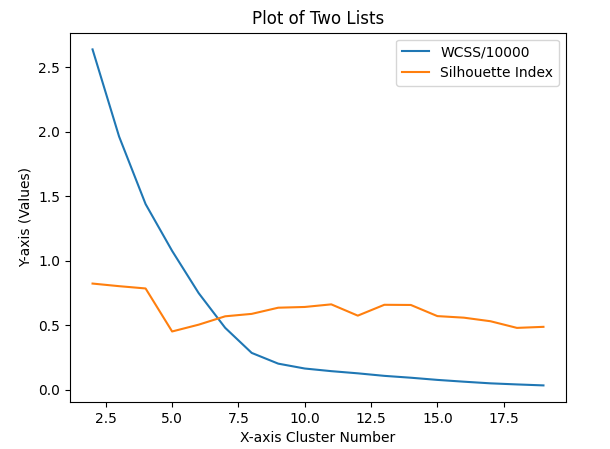 Plot of Two Lists
WCSS/10000
Silhouette Index
2.5
2.0
1.5
1.0
0.5
0.0
Y-axis (Values)
2.5 5.0 7.5 10.0 12.5 15.0 17.5
X-axis Cluster Number